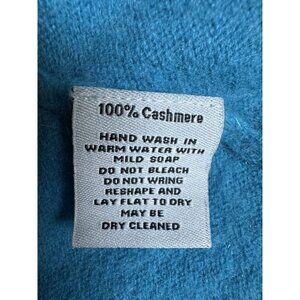 100% Cashmere
HAND WASH IN
WARM WATER WITH
MILD SOAP
DO NOT BLEACH
DO NOT WRING
RESHAPE AND
LAY FLAT TO DRY
MAY BE
DRY CLEANED